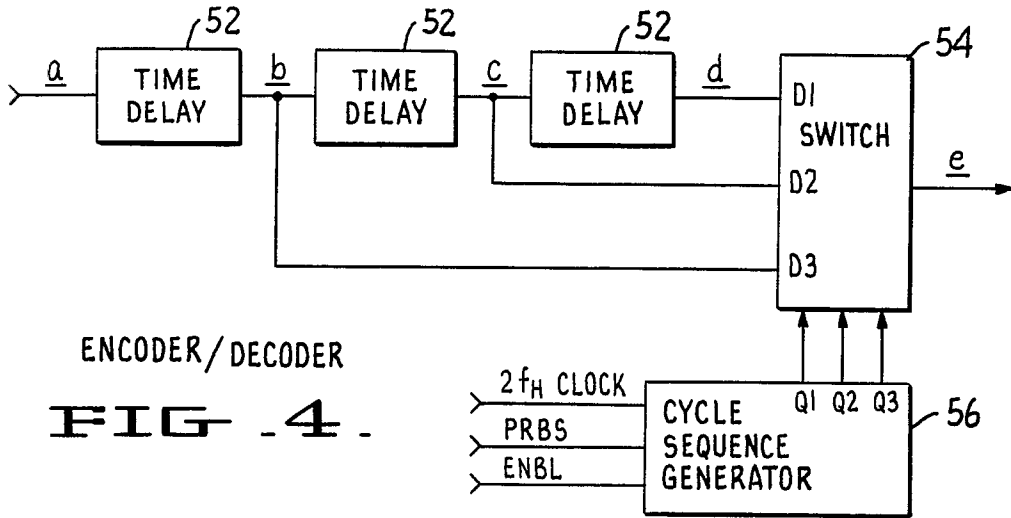 52
52
52
54
a
TIME
DELAY
b
TIME
DELAY
c
TIME
DELAY
d
D1
SWITCH
D2
D3
e
ENCODER/DECODER
FIG. 4.
2fH CLOCK
PRBS
ENBL
Q1 Q2 Q3
CYCLE
SEQUENCE
GENERATOR
56